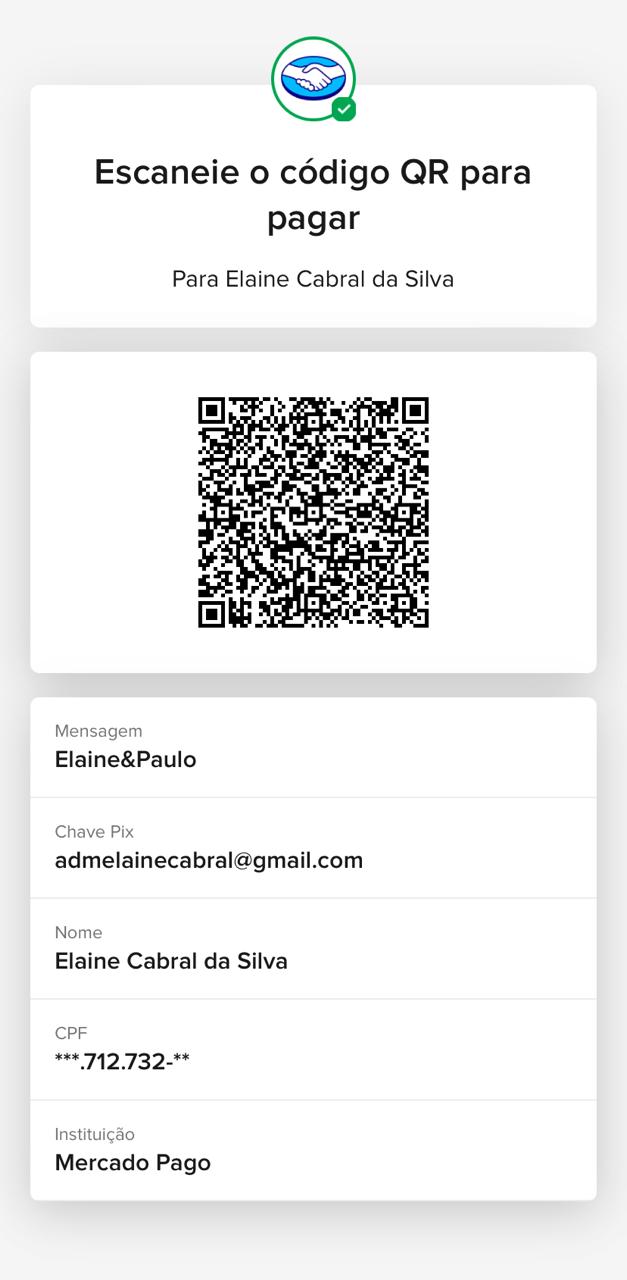 Escaneie o código QR para
pagar
Para Elaine Cabral da Silva
Mensagem
Elaine&Paulo
Chave Pix
admelainecabral@gmail.com
Nome
Elaine Cabral da Silva
CPF
***.712.732-**
Instituição
Mercado Pago